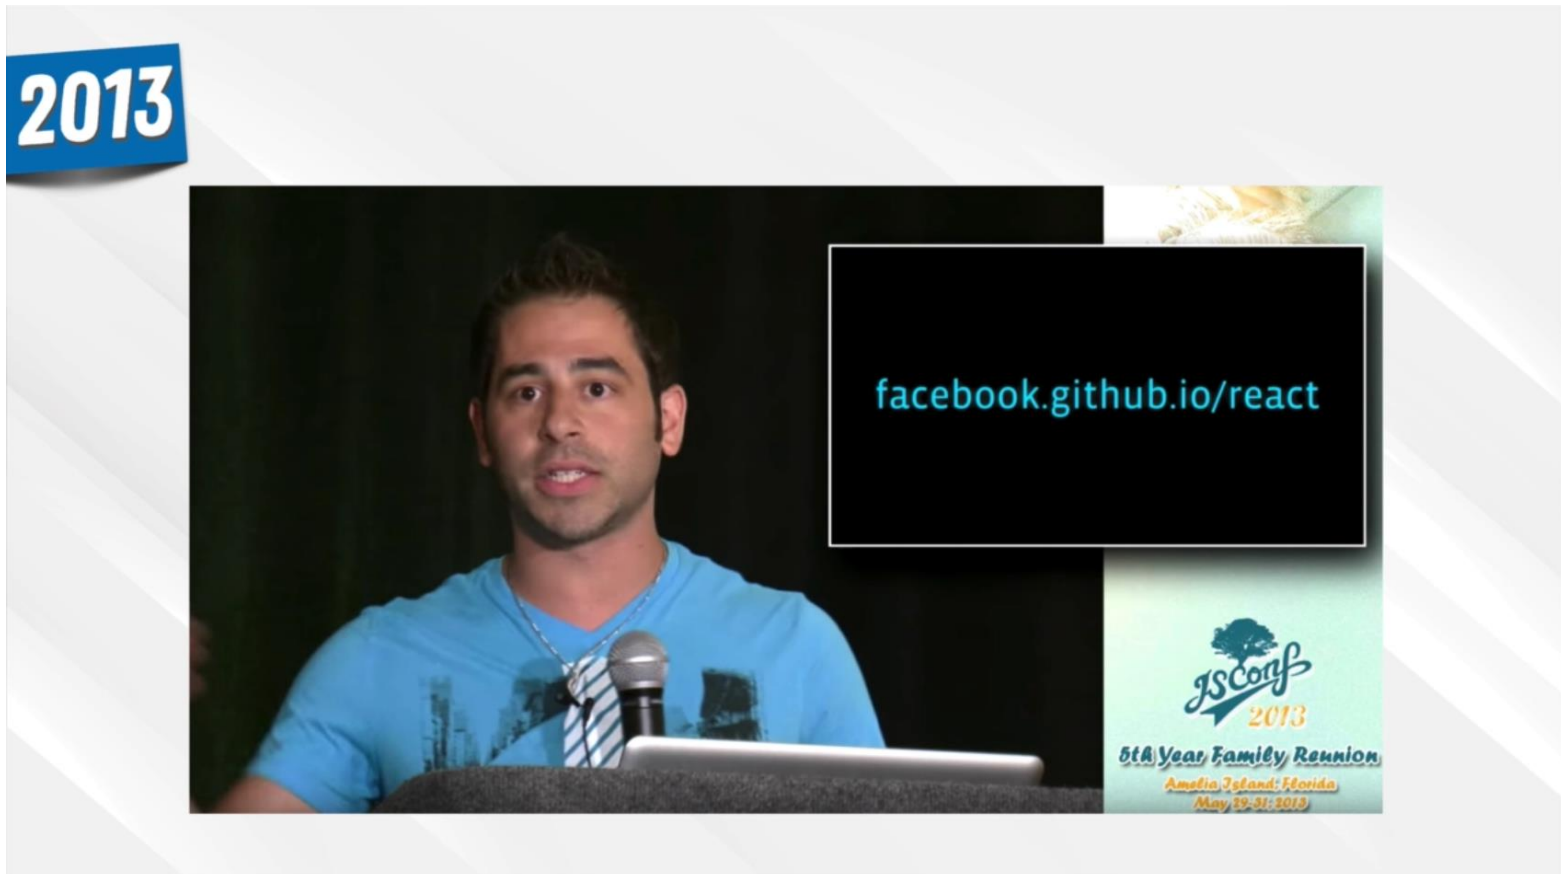 2013
facebook.github.io/react
JSConf
2013
5th Year Family Reunion
Amelia Island, Florida
May 29-31, 2013